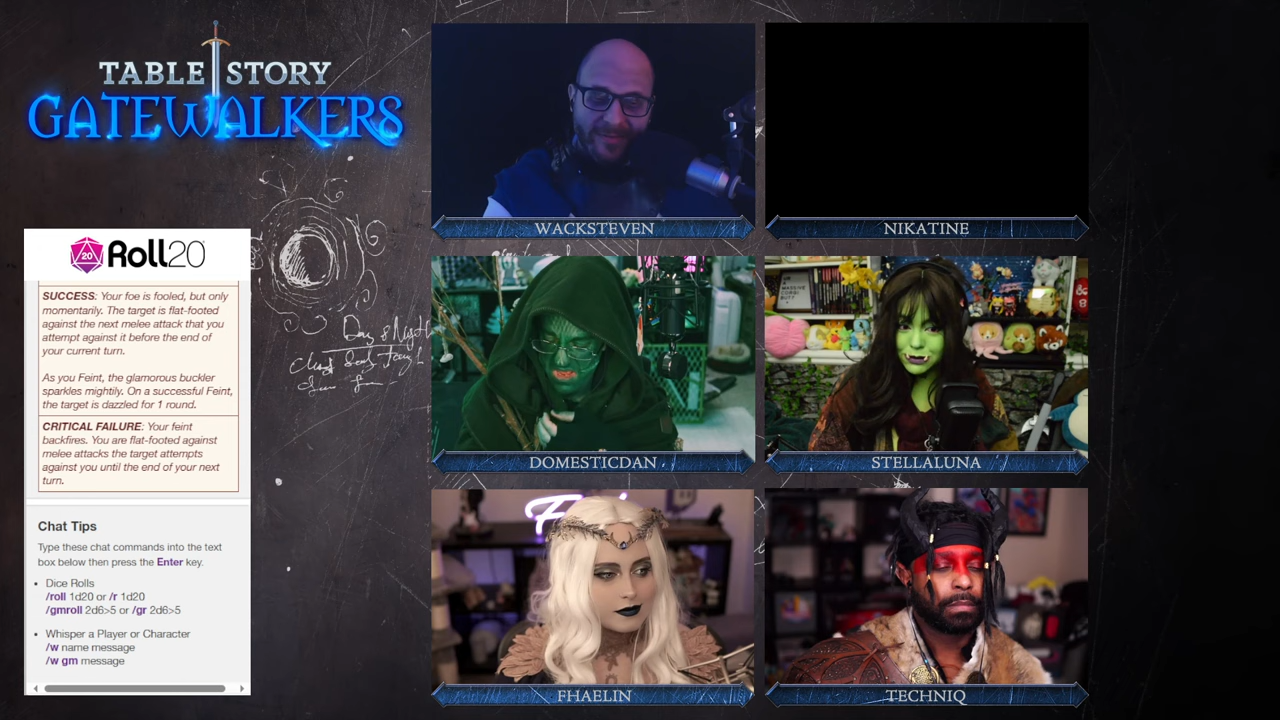 TABLE STORY
GATEWALKERS
Roll20
SUCCESS: Your foe is fooled, but only
momentarily. The target is flat-footed
against the next melee attack that you
attempt against it before the end of
your current turn.
As you Feint, the glamorous buckler
sparkles mightily. On a successful Feint,
the target is dazzled for 1 round.
CRITICAL FAILURE: Your feint
backfires. You are flat-footed against
melee attacks the target attempts
against you until the end of your next
turn.
Chat Tips
Type these chat commands into the text
box below then press the Enter key.
• Dice Rolls
/roll 1d20 or /r 1d20
/gmroll 2d6>5 or /gr 2d6>5
• Whisper a Player or Character
/w name message
/w gm message
WACKSTEVEN
NIKATINE
DOMESTICDAN
STELLALUNA
FHAELIN
TECHNIQ